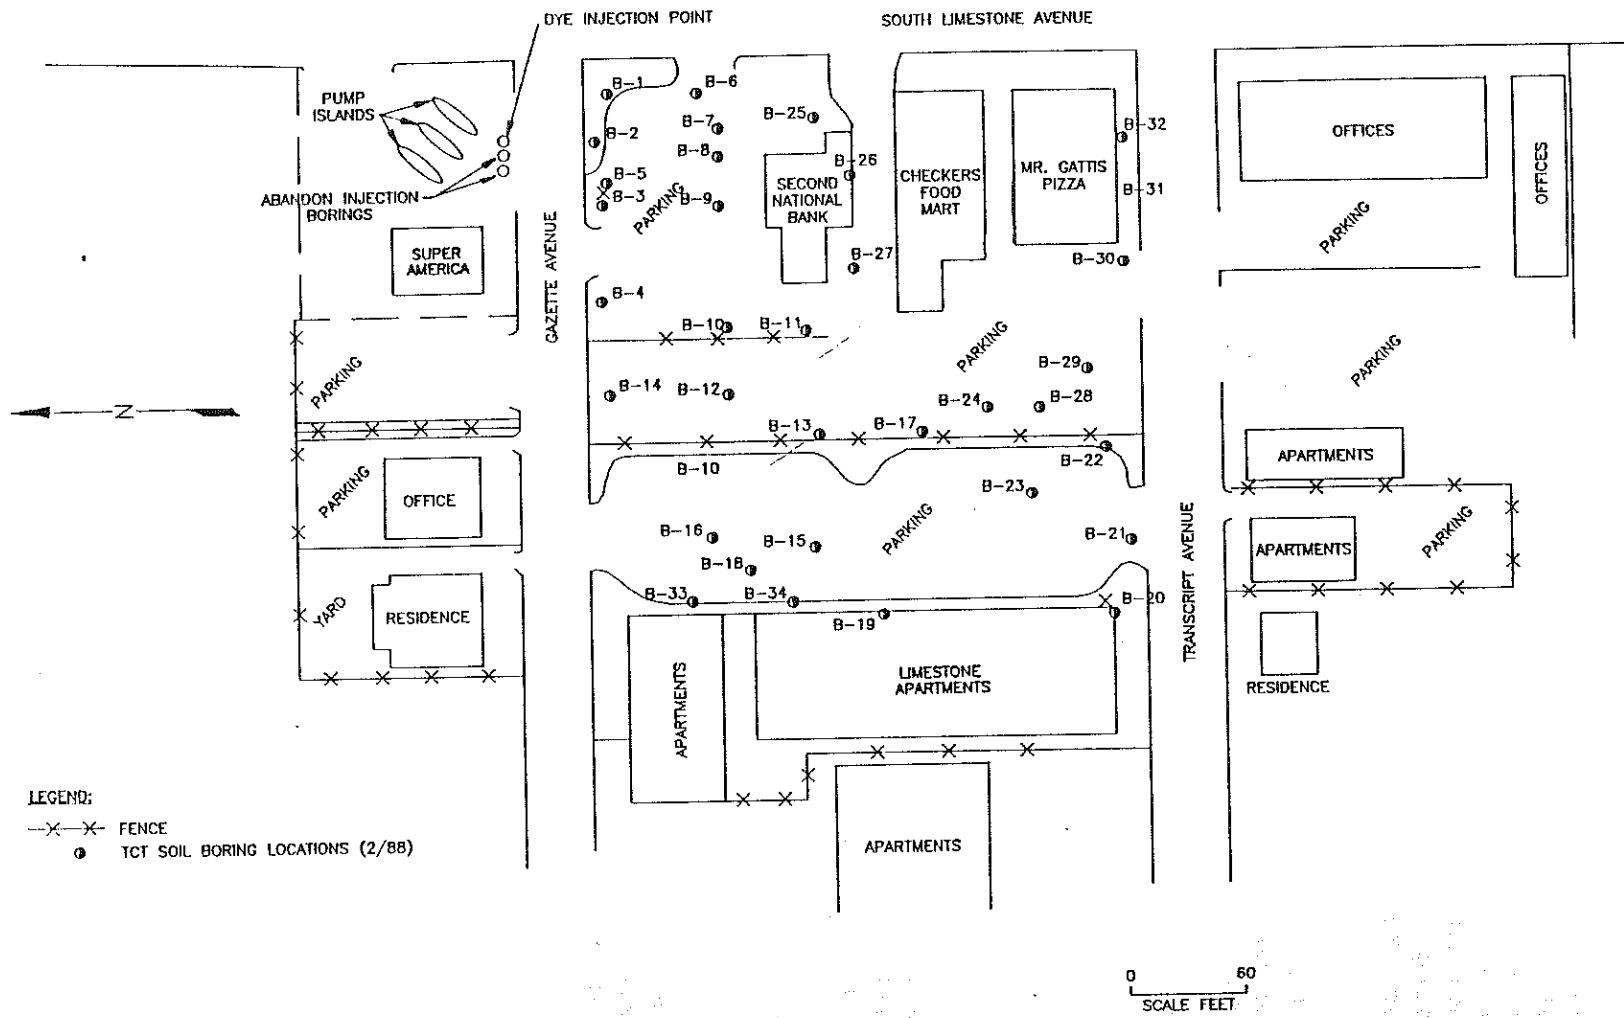 DYE INJECTION POINT
SOUTH LIMESTONE AVENUE
PUMP
ISLANDS
ABANDON INJECTION
BORINGS
SUPER
AMERICA
GAZETTE AVENUE
B-1
B-2
B-5
B-3
B-4
B-6
B-7
B-8
B-9
PARKING
B-25
B-26
SECOND
NATIONAL
BANK
B-27
CHECKERS
FOOD
MART
MR. GATTIS
PIZZA
B-32
B-31
B-30
OFFICES
OFFICES
PARKING
B-10
B-11
PARKING
B-29
PARKING
N
PARKING
B-14
B-12
B-24
B-28
B-13
B-17
B-22
B-10
APARTMENTS
PARKING
OFFICE
B-23
B-16
B-15
PARKING
B-21
TRANSCRIPT AVENUE
APARTMENTS
PARKING
B-18
YARD
RESIDENCE
B-33
B-34
B-19
B-20
APARTMENTS
LIMESTONE
APARTMENTS
RESIDENCE
APARTMENTS
LEGEND:
FENCE
TCT SOIL BORING LOCATIONS (2/88)
0 60
SCALE FEET